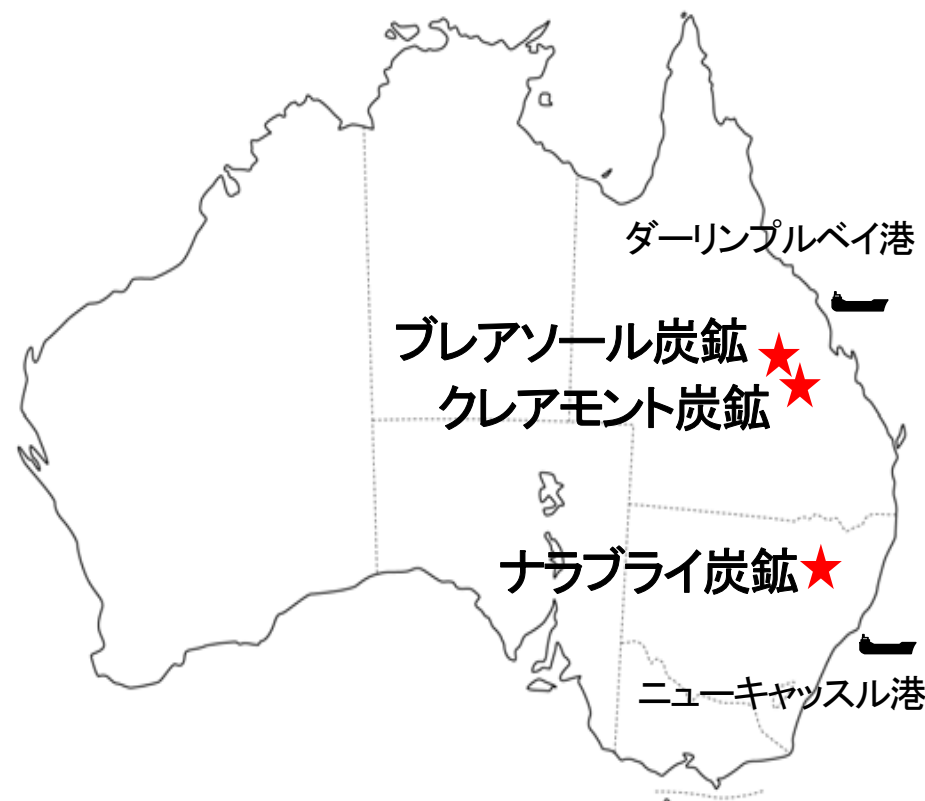 ダーリンプルベイ港
ブレアソール炭鉱
クレアモント炭鉱
ナラブライ炭鉱
ニューキャッスル港